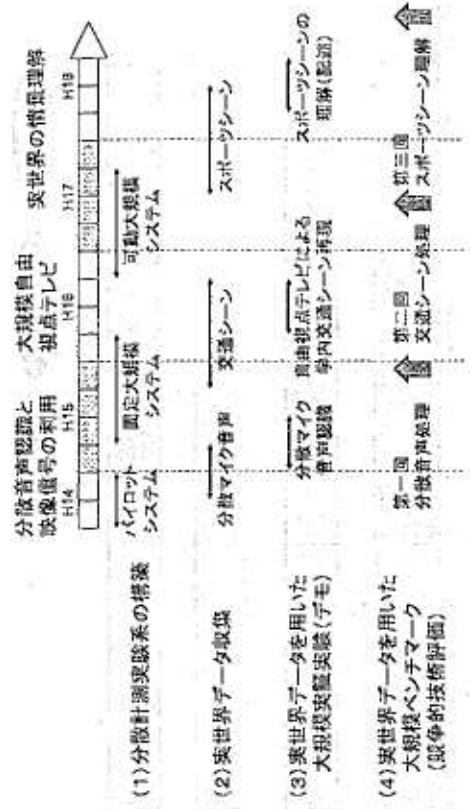 分散音声認識と
映像信号の利用
大規模自由
視点テレビ
実世界の情景理解
H14
H15
H16
H17
H18
(1)分散計測実験系の構築
パイロット
システム
固定大規模
システム
可動大規模
システム
(2)実世界データ収集
分散マイク音声
交通シーン
スポーツシーン
(3)実世界データを用いた
大規模実証実験(デモ)
分散マイク
音声認識
自由視点テレビによる
学内交通シーン再現
スポーツシーンの
理解(記述)
(4)実世界データを用いた
大規模ベンチマーク
(競争的技術評価)
第一回
分散音声処理
第二回
交通シーン処理
第三回
スポーツシーン理解